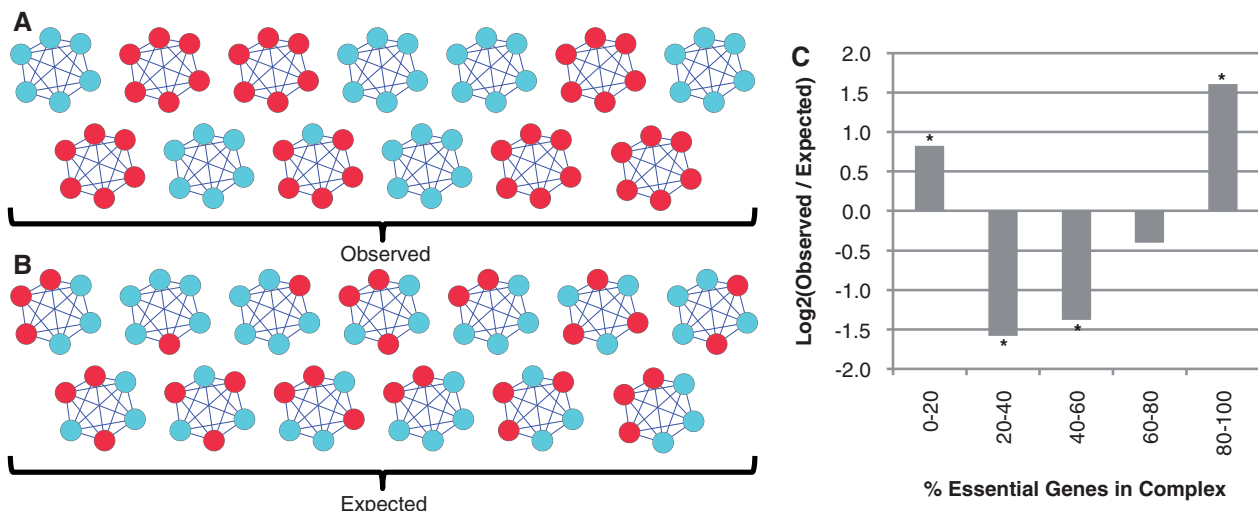 A
Observed
B
Expected
C
Log2(Observed / Expected)
2.0
1.5
1.0
0.5
0.0
-0.5
-1.0
-1.5
-2.0
*
*
*
*
0-20
20-40
40-60
60-80
80-100
% Essential Genes in Complex